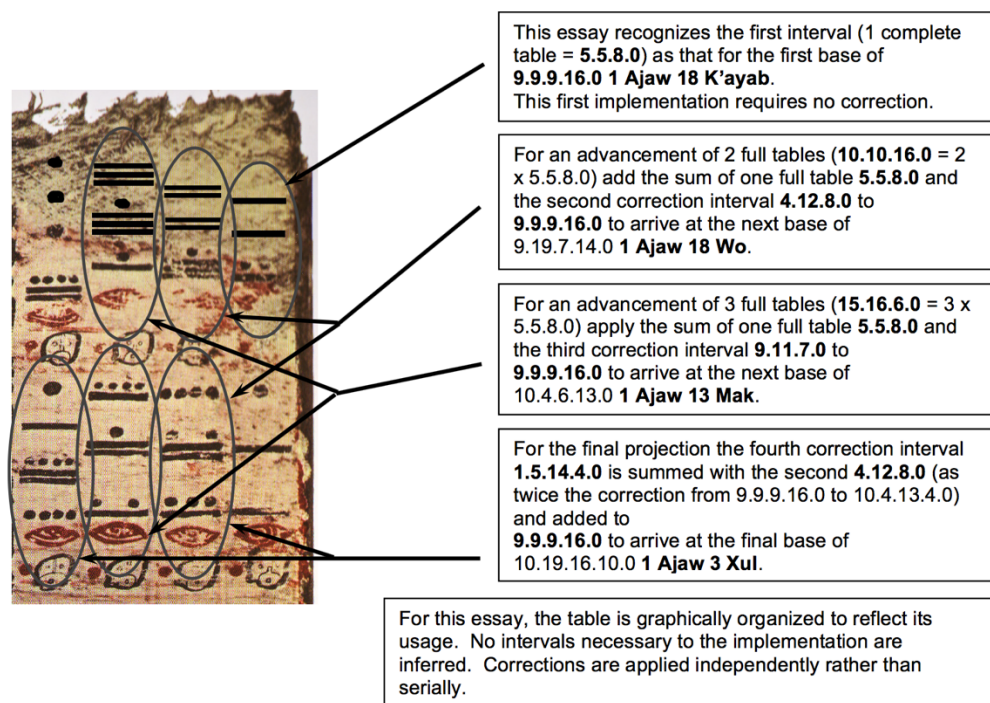 This essay recognizes the first interval (1 complete
table = 5.5.8.0) as that for the first base of
9.9.9.16.0 1 Ajaw 18 K’ayab.
This first implementation requires no correction.
For an advancement of 2 full tables (10.10.16.0 = 2
x 5.5.8.0) add the sum of one full table 5.5.8.0 and
the second correction interval 4.12.8.0 to
9.9.9.16.0 to arrive at the next base of
9.19.7.14.0 1 Ajaw 18 Wo.
For an advancement of 3 full tables (15.16.6.0 = 3 x
5.5.8.0) apply the sum of one full table 5.5.8.0 and
the third correction interval 9.11.7.0 to
9.9.9.16.0 to arrive at the next base of
10.4.6.13.0 1 Ajaw 13 Mak.
For the final projection the fourth correction interval
1.5.14.4.0 is summed with the second 4.12.8.0 (as
twice the correction from 9.9.9.16.0 to 10.4.13.4.0)
and added to
9.9.9.16.0 to arrive at the final base of
10.19.16.10.0 1 Ajaw 3 Xul.
For this essay, the table is graphically organized to reflect its
usage.  No intervals necessary to the implementation are
inferred.  Corrections are applied independently rather than
serially.